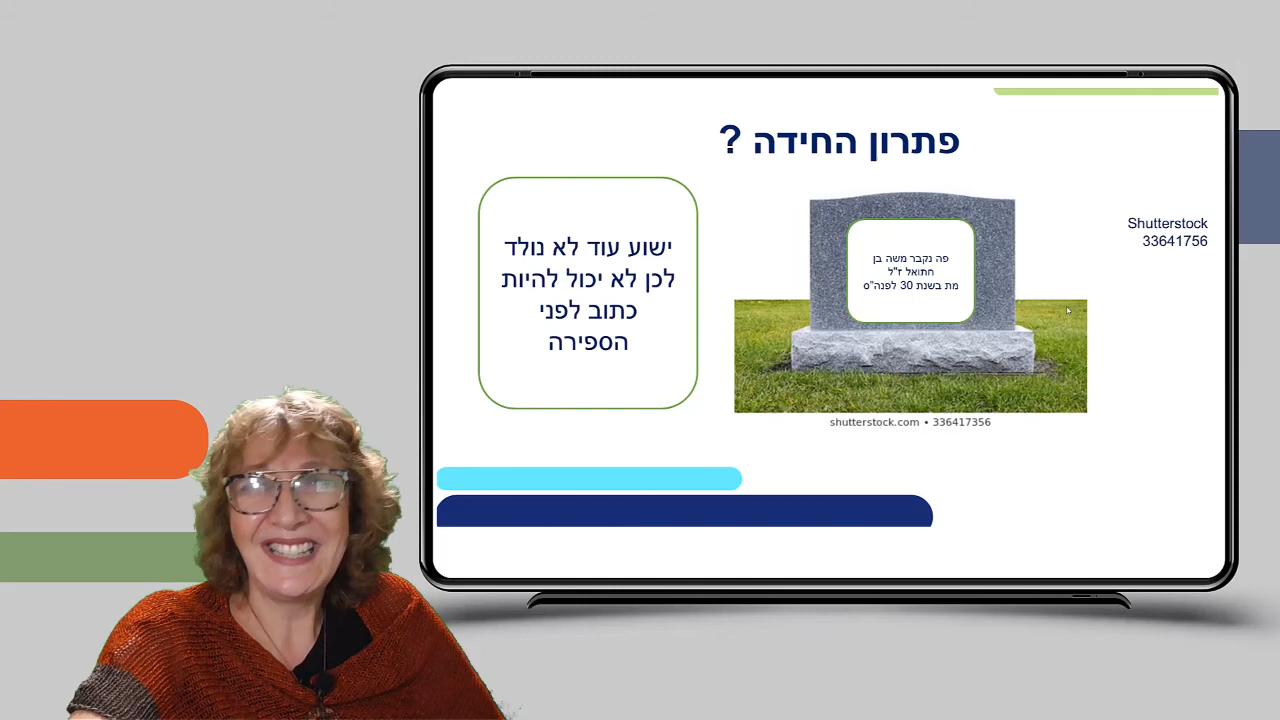 פתרון החידה ?
Shutterstock
33641756
פה נקבר משה בן
חתואל ז"ל
מת בשנת 30 לפנה"ס
shutterstock.com • 336417356
ישוע עוד לא נולד
לכן לא יכול להיות
כתוב לפני
הספירה